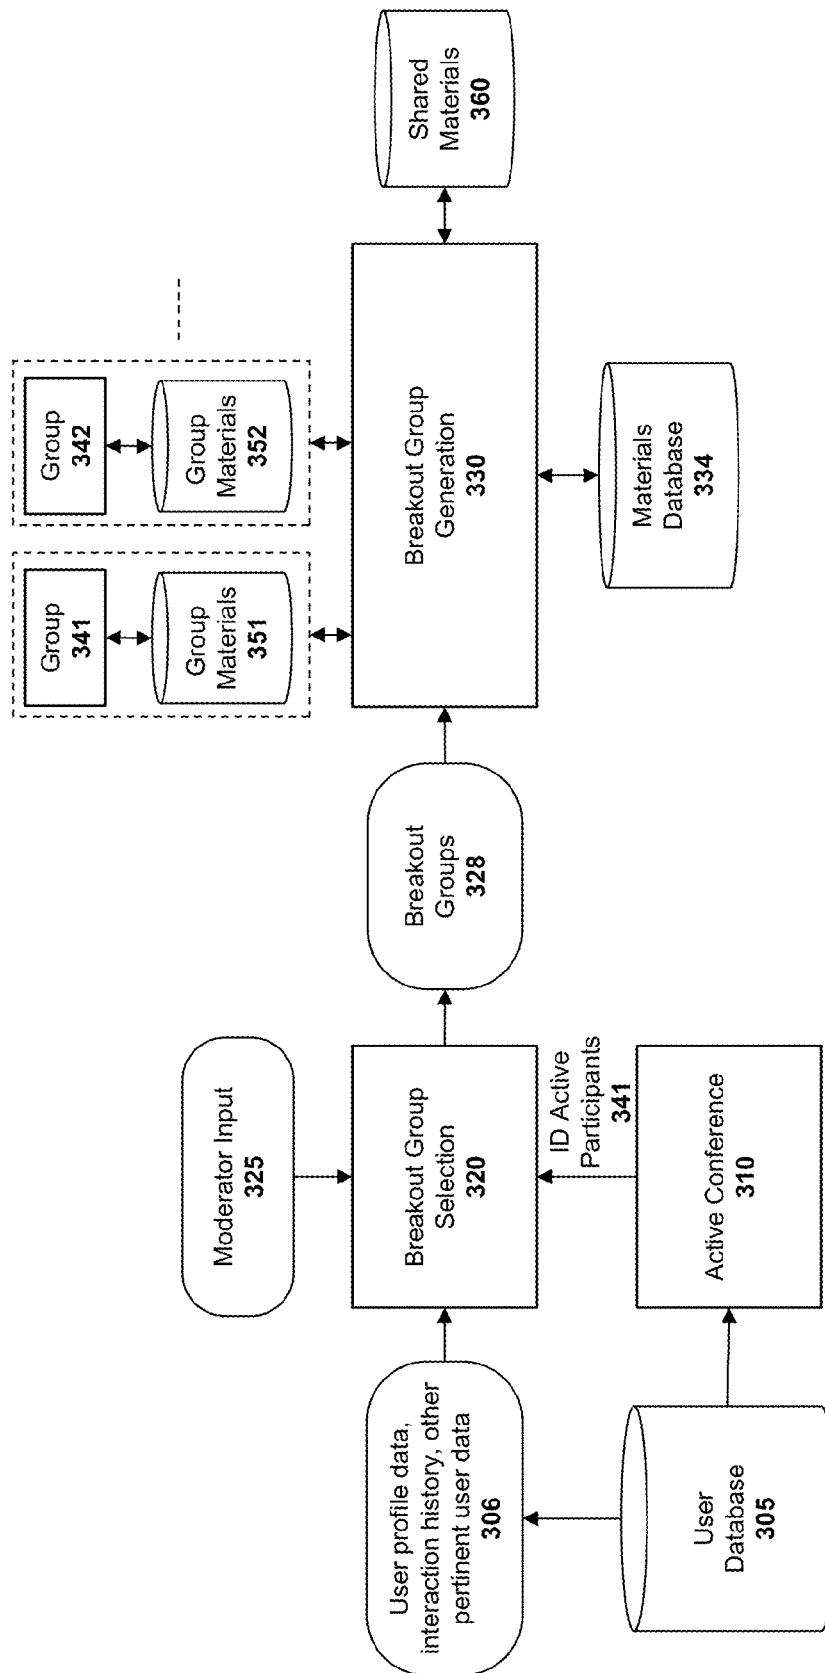 User profile data,
interaction history, other
pertinent user data
306
User
Database
305
Moderator Input
325
Breakout Group
Selection
320
ID Active
Participants
341
Active Conference
310
Breakout
Groups
328
Group
341
Group
Materials
351
Group
342
Group
Materials
352
Breakout Group
Generation
330
Materials
Database
334
Shared
Materials
360